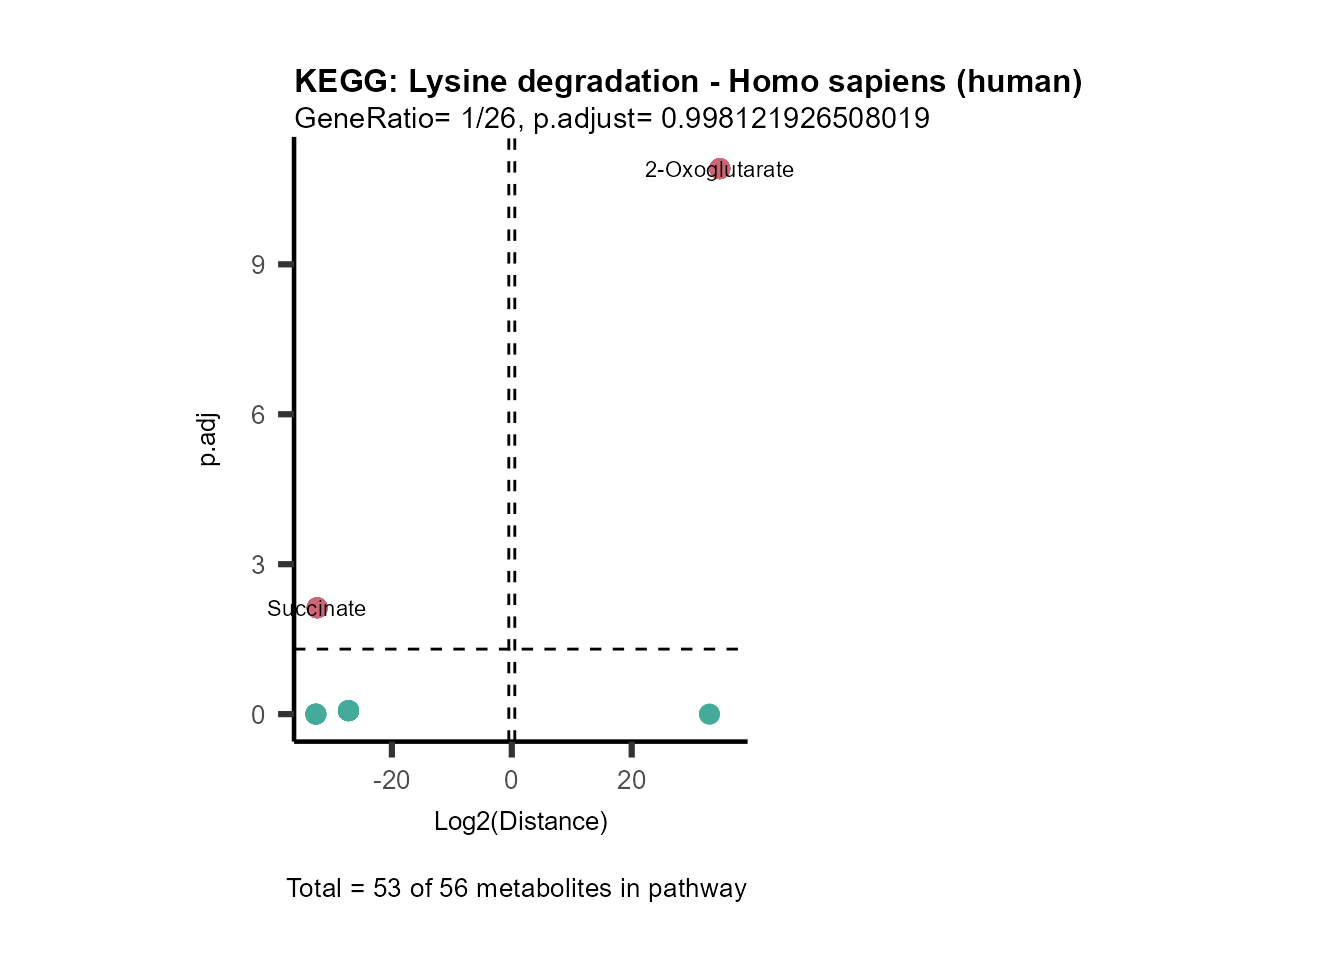 KEGG: Lysine degradation - Homo sapiens (human)
GeneRatio= 1/26, p.adjust= 0.998121926508019
2-Oxoglutarate
9
6
p.adj
3
Succinate
0
-20 0 20
Log2(Distance)
Total = 53 of 56 metabolites in pathway